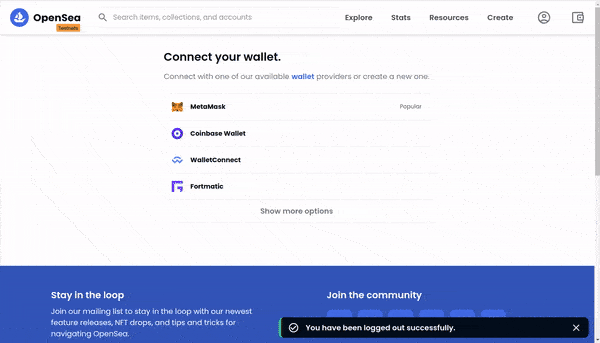 OpenSea
Testnets
Search items, collections, and accounts
Explore
Stats
Resources
Create
Connect your wallet.
Connect with one of our available wallet providers or create a new one.
MetaMask
Popular
Coinbase Wallet
WalletConnect
Fortmatic
Show more options
Stay in the loop
Join our mailing list to stay in the loop with our newest
feature releases, NFT drops, and tips and tricks for
navigating OpenSea.
Join the community
You have been logged out successfully.